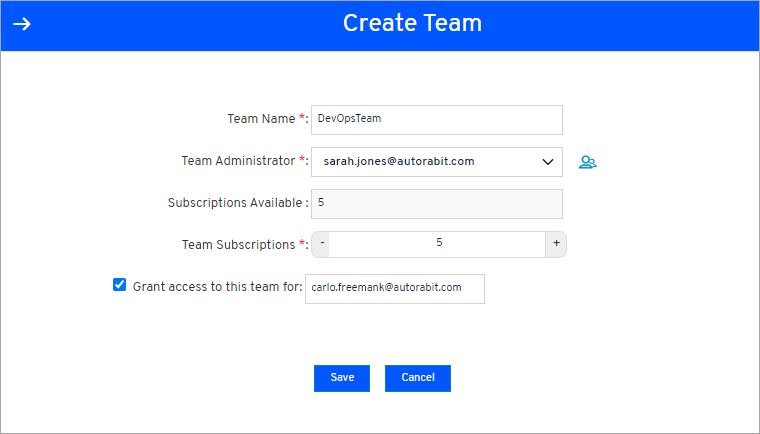 Create Team
Team Name *: DevOpsTeam
Team Administrator *: sarah.jones@autorabit.com
Subscriptions Available : 5
Team Subscriptions *: - 5 +
Grant access to this team for: carlo.freemank@autorabit.com
Save Cancel